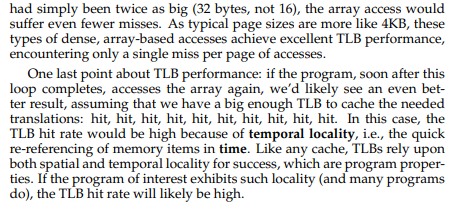 had simply been twice as big (32 bytes, not 16), the array access would
suffer even fewer misses. As typical page sizes are more like 4KB, these
types of dense, array-based accesses achieve excellent TLB performance,
encountering only a single miss per page of accesses.
One last point about TLB performance: if the program, soon after this
loop completes, accesses the array again, we'd likely see an even bet-
ter result, assuming that we have a big enough TLB to cache the needed
translations: hit, hit, hit, hit, hit, hit, hit, hit, hit, hit. In this case, the
TLB hit rate would be high because of temporal locality, i.e., the quick
re-referencing of memory items in time. Like any cache, TLBs rely upon
both spatial and temporal locality for success, which are program proper-
ties. If the program of interest exhibits such locality (and many programs
do), the TLB hit rate will likely be high.